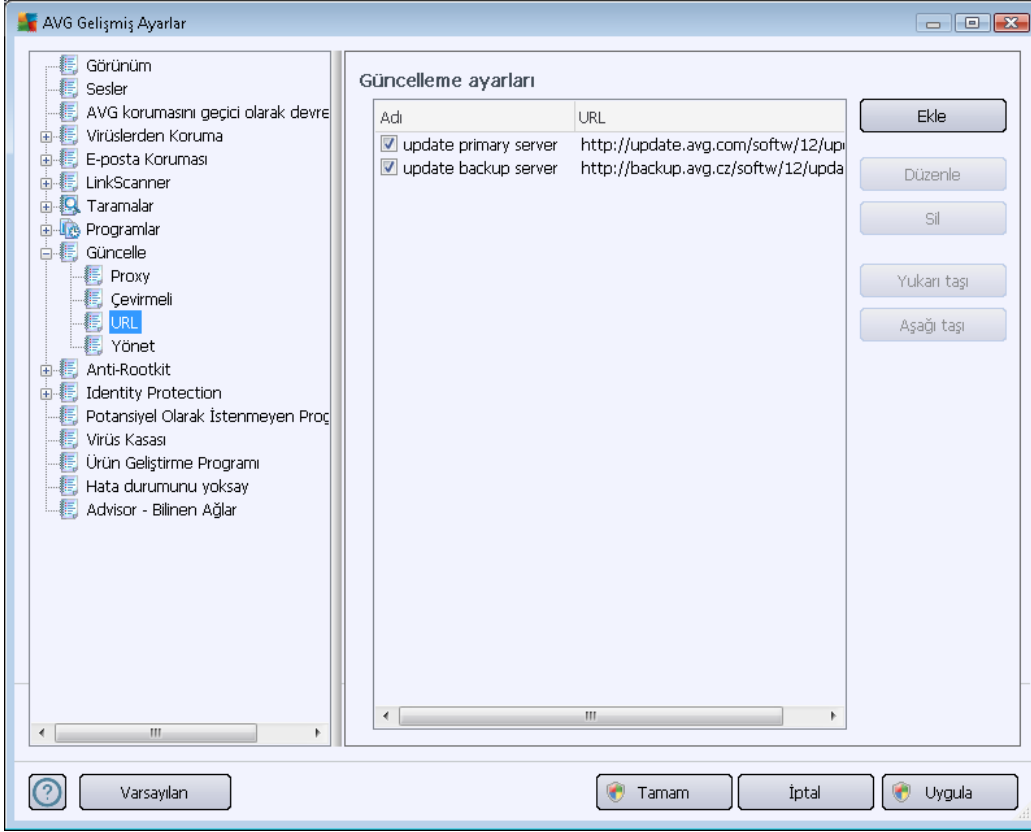 AVG Gelişmiş Ayarlar
Görünüm
Sesler
AVG korumasını geçici olarak devre
Virüslerden Koruma
E-posta Koruması
LinkScanner
Taramalar
Programlar
Güncelle
Proxy
Çevirmeli
URL
Yönet
Anti-Rootkit
Identity Protection
Potansiyel Olarak İstenmeyen Prog
Virüs Kasası
Ürün Geliştirme Programı
Hata durumunu yoksay
Advisor - Bilinen Ağlar
Güncelleme ayarları
Adı URL
update primary server http://update.avg.com/softw/12/up
update backup server http://backup.avg.cz/softw/12/upda
Ekle
Düzenle
Sil
Yukarı taşı
Aşağı taşı
Varsayılan
Tamam
İptal
Uygula